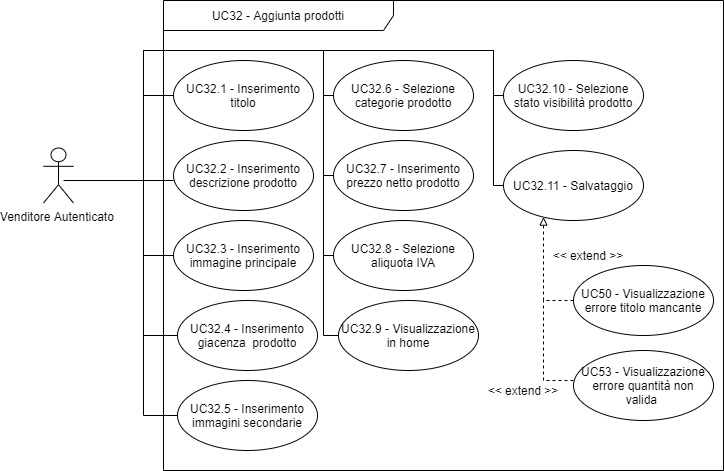 UC32 - Aggiunta prodotti
UC32.1 - Inserimento
titolo
UC32.2 - Inserimento
descrizione prodotto
UC32.3 - Inserimento
immagine principale
UC32.4 - Inserimento
giacenza prodotto
UC32.5 - Inserimento
immagini secondarie
UC32.6 - Selezione
categorie prodotto
UC32.7 - Inserimento
prezzo netto prodotto
UC32.8 - Selezione
aliquota IVA
UC32.9 - Visualizzazione
in home
UC32.10 - Selezione
stato visibilità prodotto
UC32.11 - Salvataggio
<< extend >>
UC50 - Visualizzazione
errore titolo mancante
UC53 - Visualizzazione
errore quantità non
valida
<< extend >>
Venditore Autenticato